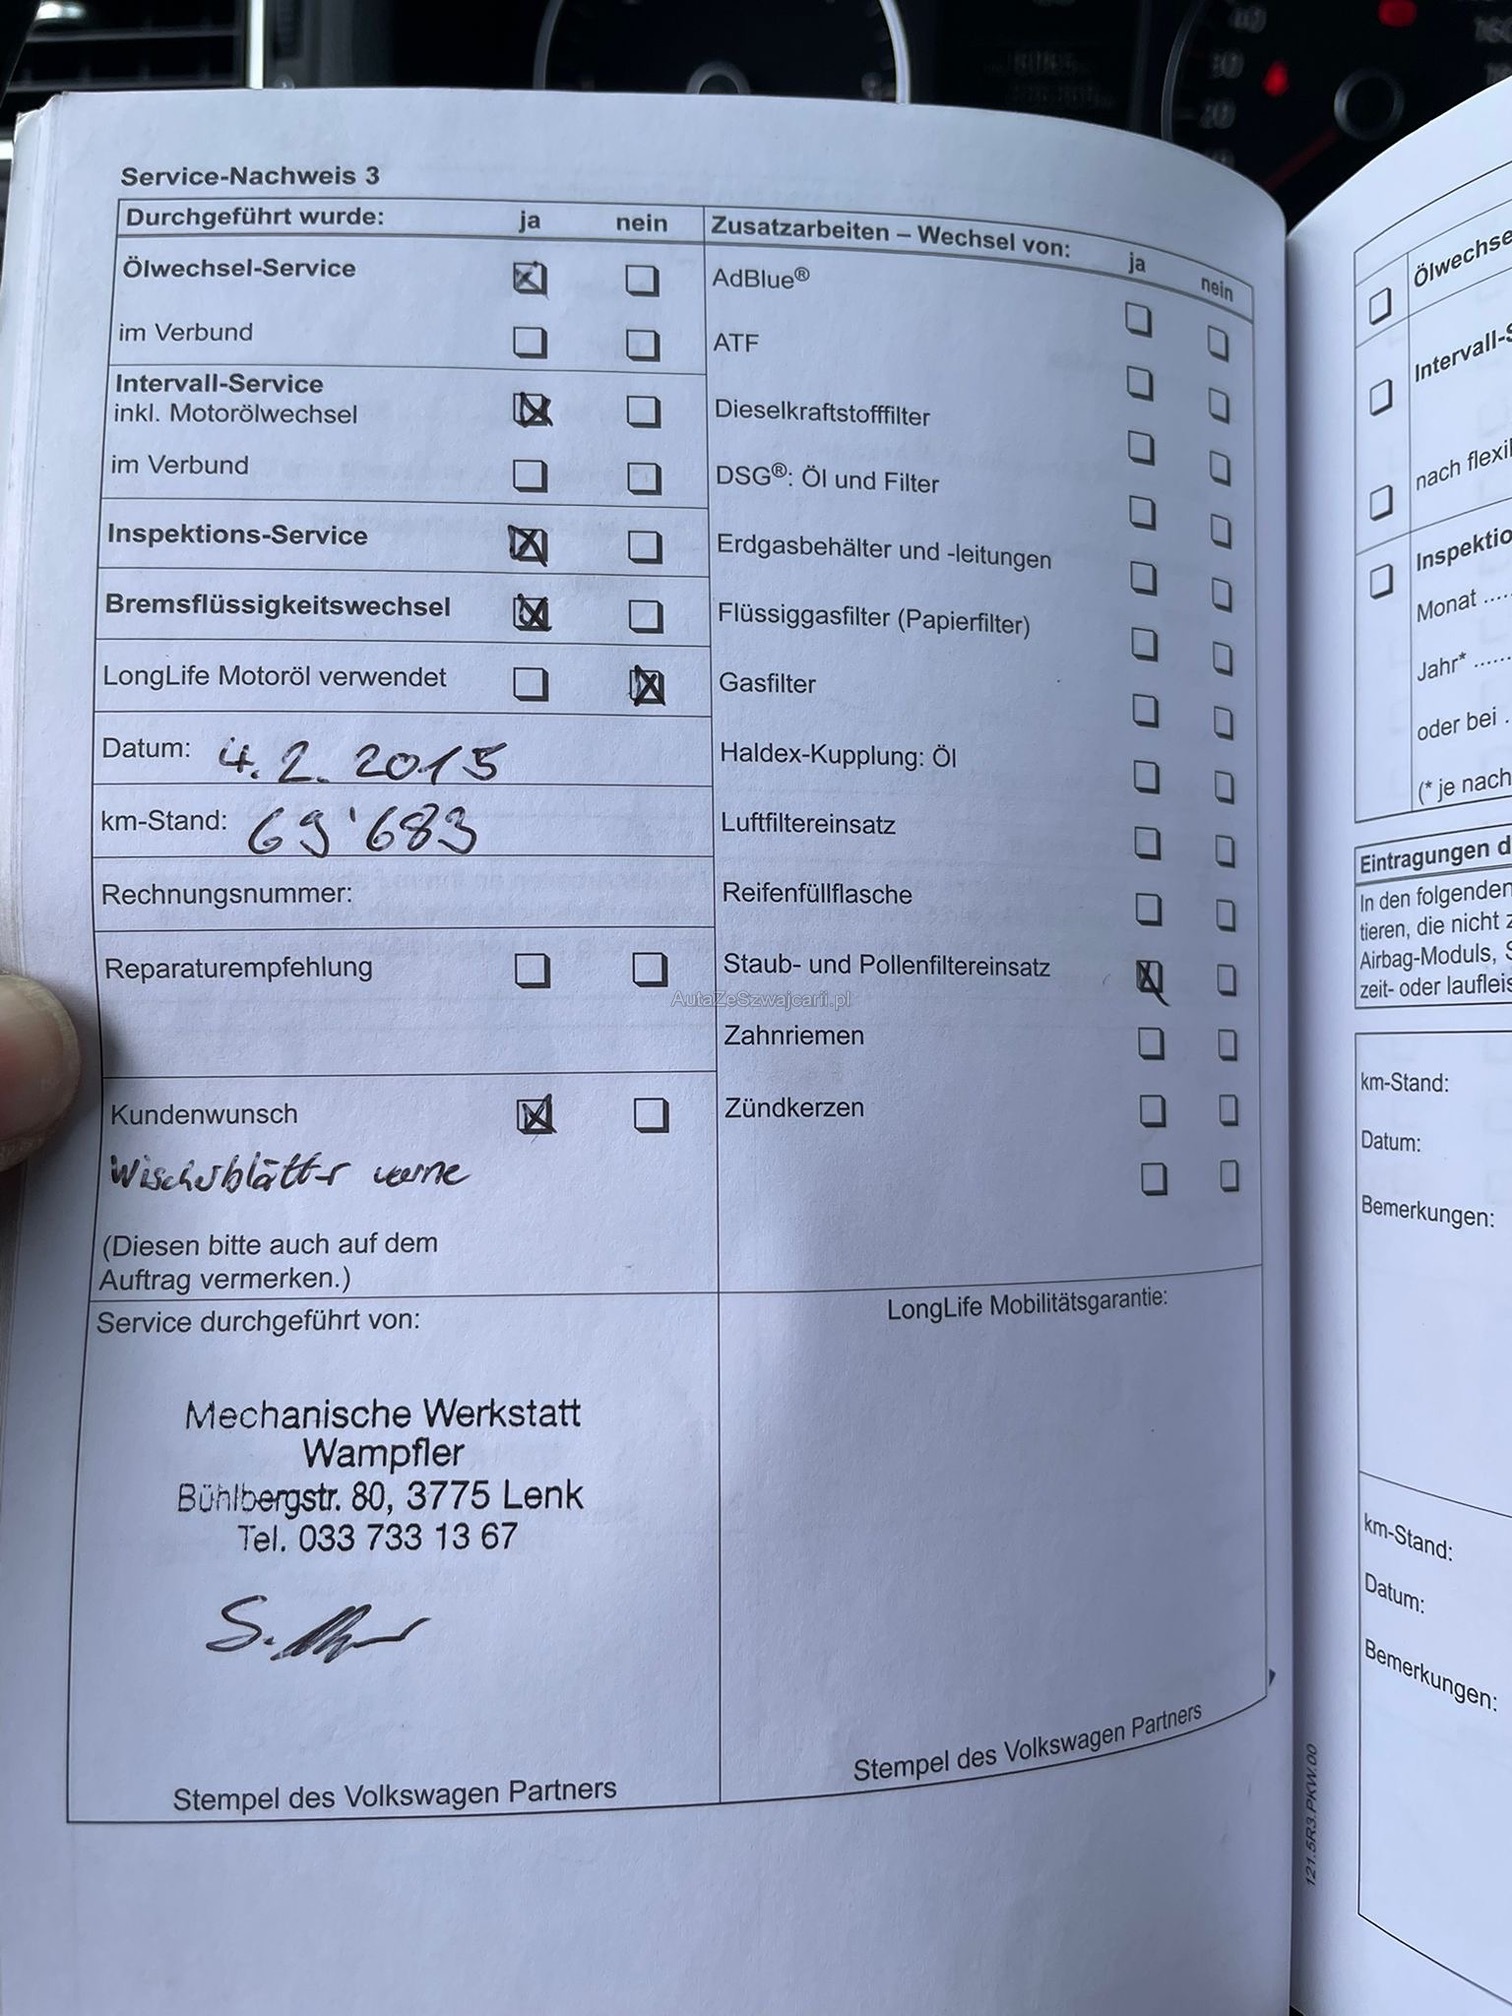 Service-Nachweis 3
Durchgeführt wurde: ja nein
Ölwechsel-Service
im Verbund
Intervall-Service
inkl. Motorölwechsel
im Verbund
Inspektions-Service
Bremsflüssigkeitswechsel
LongLife Motoröl verwendet
Datum: 4.2.2015
km-Stand: 69'683
Rechnungsnummer:
Reparaturempfehlung
Kundenwunsch
Wischerblätter vorne
(Diesen bitte auch auf dem
Auftrag vermerken.)
Service durchgeführt von:
Mechanische Werkstatt
Wampfler
Bühlbergstr. 80, 3775 Lenk
Tel. 033 733 13 67
Stempel des Volkswagen Partners
Zusatzarbeiten – Wechsel von: ja nein
AdBlue®
ATF
Dieselkraftstofffilter
DSG®: Öl und Filter
Erdgasbehälter und -leitungen
Flüssiggasfilter (Papierfilter)
Gasfilter
Haldex-Kupplung: Öl
Luftfiltereinsatz
Reifenfüllflasche
Staub- und Pollenfiltereinsatz
Zahnriemen
Zündkerzen
LongLife Mobilitätsgarantie:
Stempel des Volkswagen Partners
AutaZeSzwajcarii.pl
121.5R3.PKW.00
Ölwechse
Intervall-S
nach flexil
Inspektio
Monat .....
Jahr* ......
oder bei .
(* je nach
Eintragungen d
In den folgenden
tieren, die nicht z
Airbag-Moduls, S
zeit- oder laufleis
km-Stand:
Datum:
Bemerkungen:
km-Stand:
Datum:
Bemerkungen: